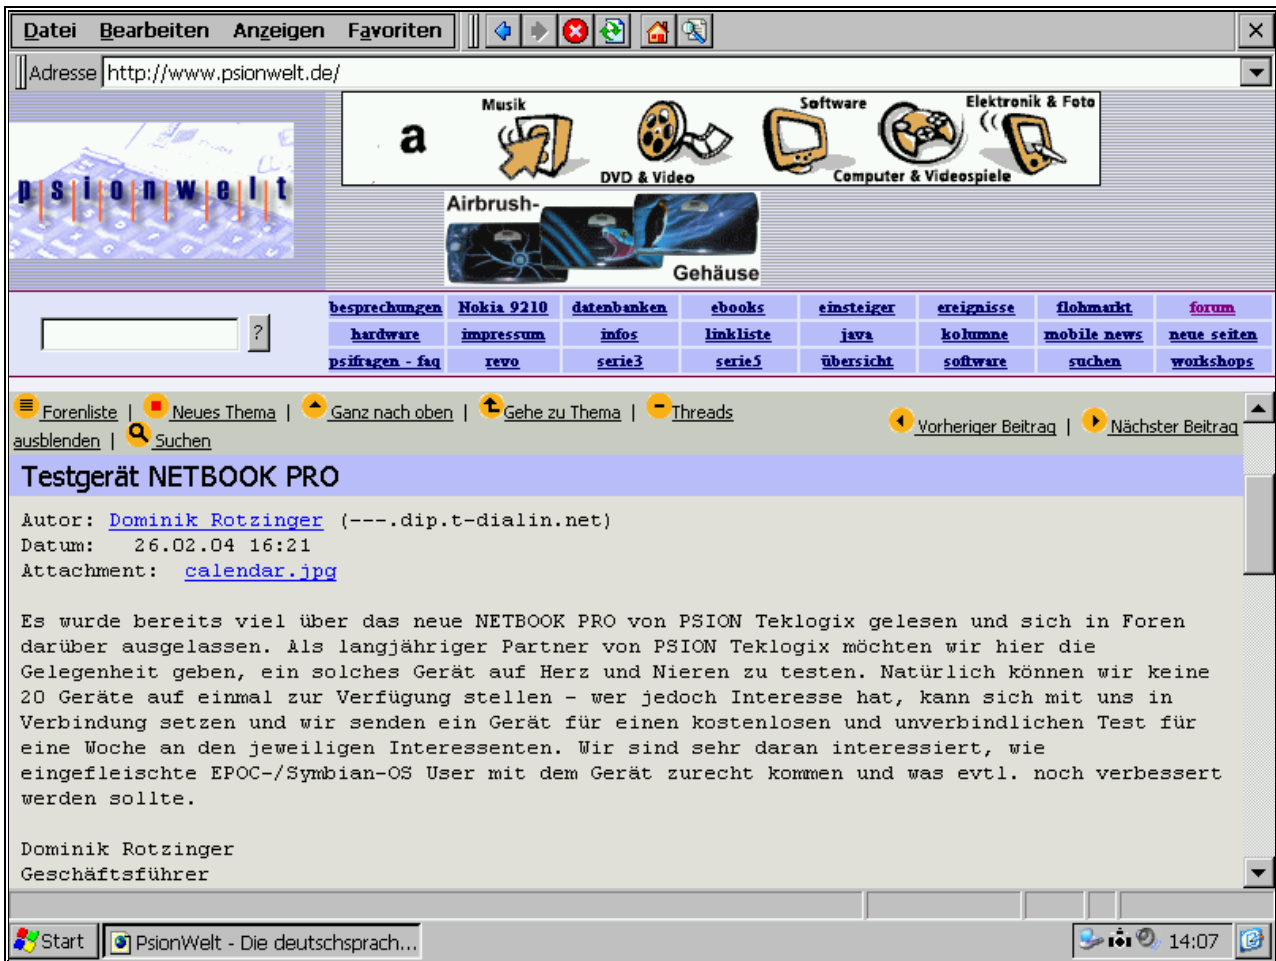 Datei Bearbeiten Anzeigen Favoriten
Adresse http://www.psionwelt.de/
psionwelt
a
Musik
DVD & Video
Software
Computer & Videospiele
Elektronik & Foto
Airbrush-
Gehäuse
?
besprechungen Nokia 9210 datenbanken ebooks einsteiger ereignisse flohmarkt forum
hardware impressum infos linkliste java kolumne mobile news neue seiten
psifragen - faq revo serie3 serie5 übersicht software suchen workshops
Forenliste | Neues Thema | Ganz nach oben | Gehe zu Thema | Threads
ausblenden | Suchen
Vorheriger Beitrag | Nächster Beitrag
Testgerät NETBOOK PRO
Autor: Dominik Rotzinger (---.dip.t-dialin.net)
Datum: 26.02.04 16:21
Attachment: calendar.jpg
Es wurde bereits viel über das neue NETBOOK PRO von PSION Teklogix gelesen und sich in Foren
darüber ausgelassen. Als langjähriger Partner von PSION Teklogix möchten wir hier die
Gelegenheit geben, ein solches Gerät auf Herz und Nieren zu testen. Natürlich können wir keine
20 Geräte auf einmal zur Verfügung stellen - wer jedoch Interesse hat, kann sich mit uns in
Verbindung setzen und wir senden ein Gerät für einen kostenlosen und unverbindlichen Test für
eine Woche an den jeweiligen Interessenten. Wir sind sehr daran interessiert, wie
eingefleischte EPOC-/Symbian-OS User mit dem Gerät zurecht kommen und was evtl. noch verbessert
werden sollte.
Dominik Rotzinger
Geschäftsführer
Start PsionWelt - Die deutschsprach... 14:07